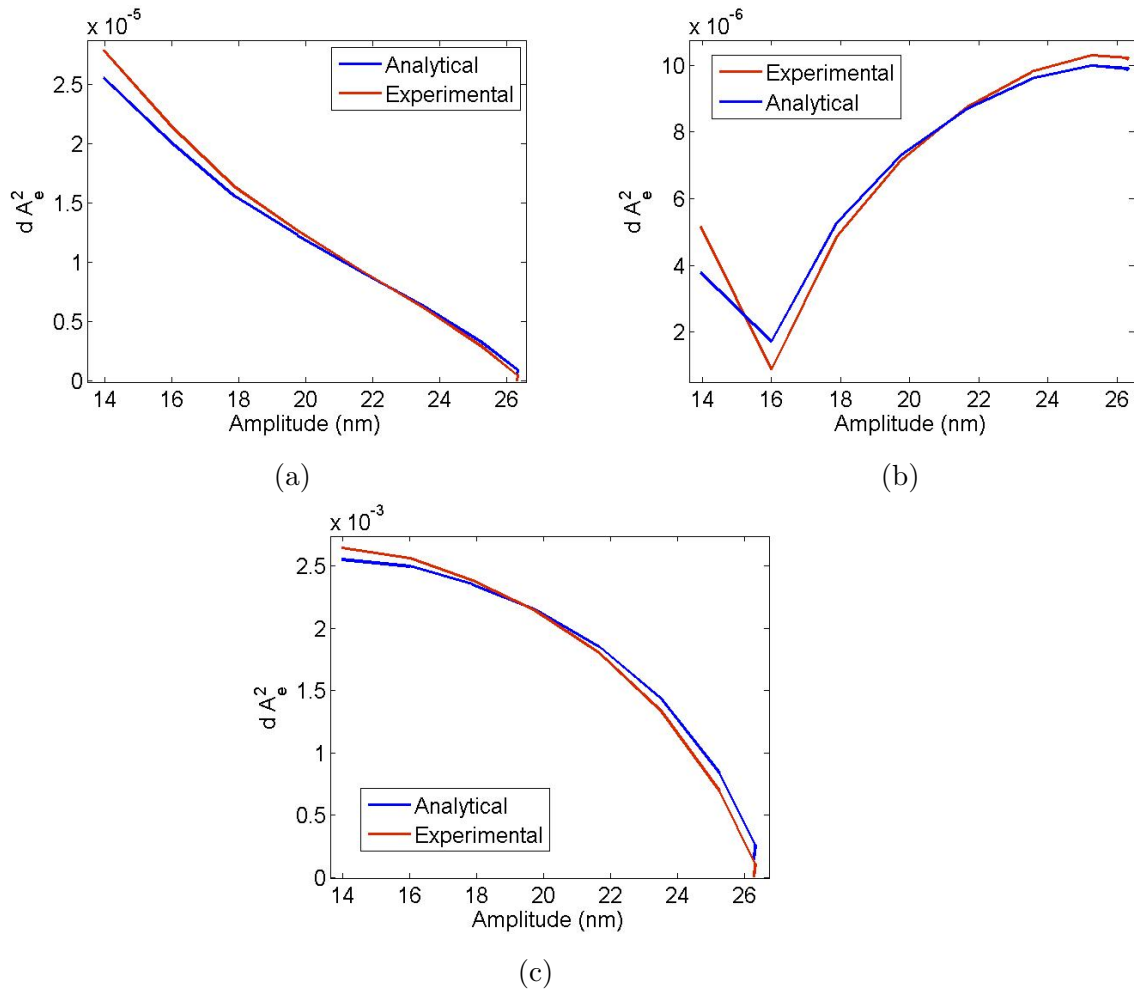 x 10^-5
2.5
2
1.5
1
0.5
0
14 16 18 20 22 24 26
Amplitude (nm)
d A_e^2
Analytical
Experimental
(a)
x 10^-6
10
8
6
4
2
14 16 18 20 22 24 26
Amplitude (nm)
d A_e^2
Experimental
Analytical
(b)
x 10^-3
2.5
2
1.5
1
0.5
0
14 16 18 20 22 24 26
Amplitude (nm)
d A_e^2
Analytical
Experimental
(c)